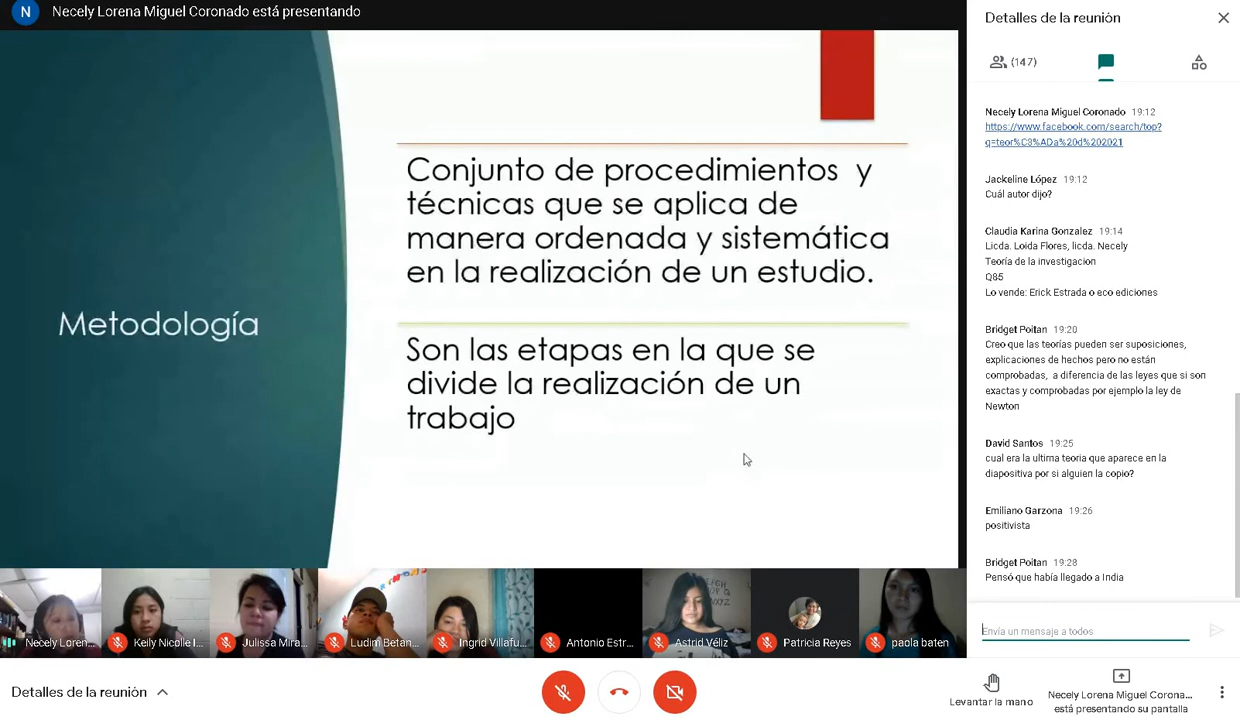 N
Necely Lorena Miguel Coronado está presentando
Metodología
Conjunto de procedimientos y
técnicas que se aplica de
manera ordenada y sistemática
en la realización de un estudio.
Son las etapas en la que se
divide la realización de un
trabajo
Necely Loren...
Keily Nicolle I...
Julissa Mira...
Ludim Betan...
Ingrid Villafu...
Antonio Estr...
Astrid Véliz
Patricia Reyes
paola baten
Detalles de la reunión
Detalles de la reunión
(147)
Necely Lorena Miguel Coronado 19:12
https://www.facebook.com/search/top?
q=teor%C3%ADa%20d%202021
Jackeline López 19:12
Cuál autor dijo?
Claudia Karina Gonzalez 19:14
Licda. Loida Flores, licda. Necely
Teoría de la investigacion
Q85
Lo vende: Erick Estrada o eco ediciones
Bridget Poitan 19:20
Creo que las teorías pueden ser suposiciones,
explicaciones de hechos pero no están
comprobadas, a diferencia de las leyes que si son
exactas y comprobadas por ejemplo la ley de
Newton
David Santos 19:25
cual era la ultima teoria que aparece en la
diapositiva por si alguien la copio?
Emiliano Garzona 19:26
positivista
Bridget Poitan 19:28
Pensó que había llegado a India
Envía un mensaje a todos
Levantar la mano
Necely Lorena Miguel Corona...
está presentando su pantalla